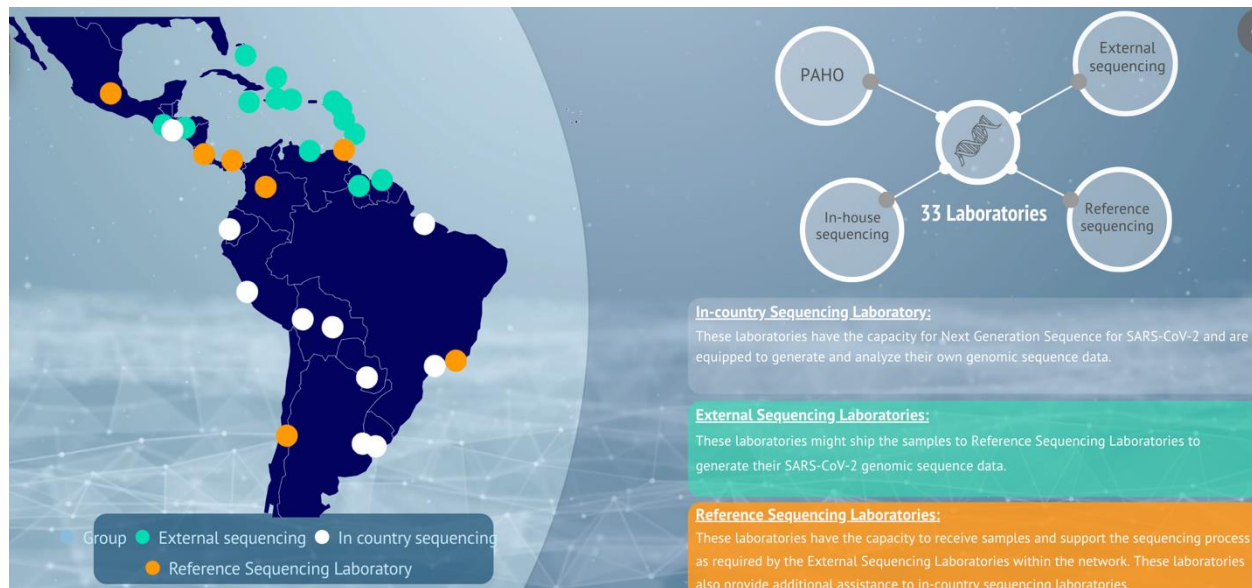 PAHO
External
sequencing
In-house
sequencing
33 Laboratories
Reference
sequencing
In-country Sequencing Laboratory:
These laboratories have the capacity for Next Generation Sequence for SARS-CoV-2 and are
equipped to generate and analyze their own genomic sequence data.
External Sequencing Laboratories:
These laboratories might ship the samples to Reference Sequencing Laboratories to
generate their SARS-CoV-2 genomic sequence data.
Reference Sequencing Laboratories:
These laboratories have the capacity to receive samples and support the sequencing process
as required by the External Sequencing Laboratories within the network. These laboratories
also provide additional assistance to in-country sequencing laboratories.
Group External sequencing In country sequencing
Reference Sequencing Laboratory